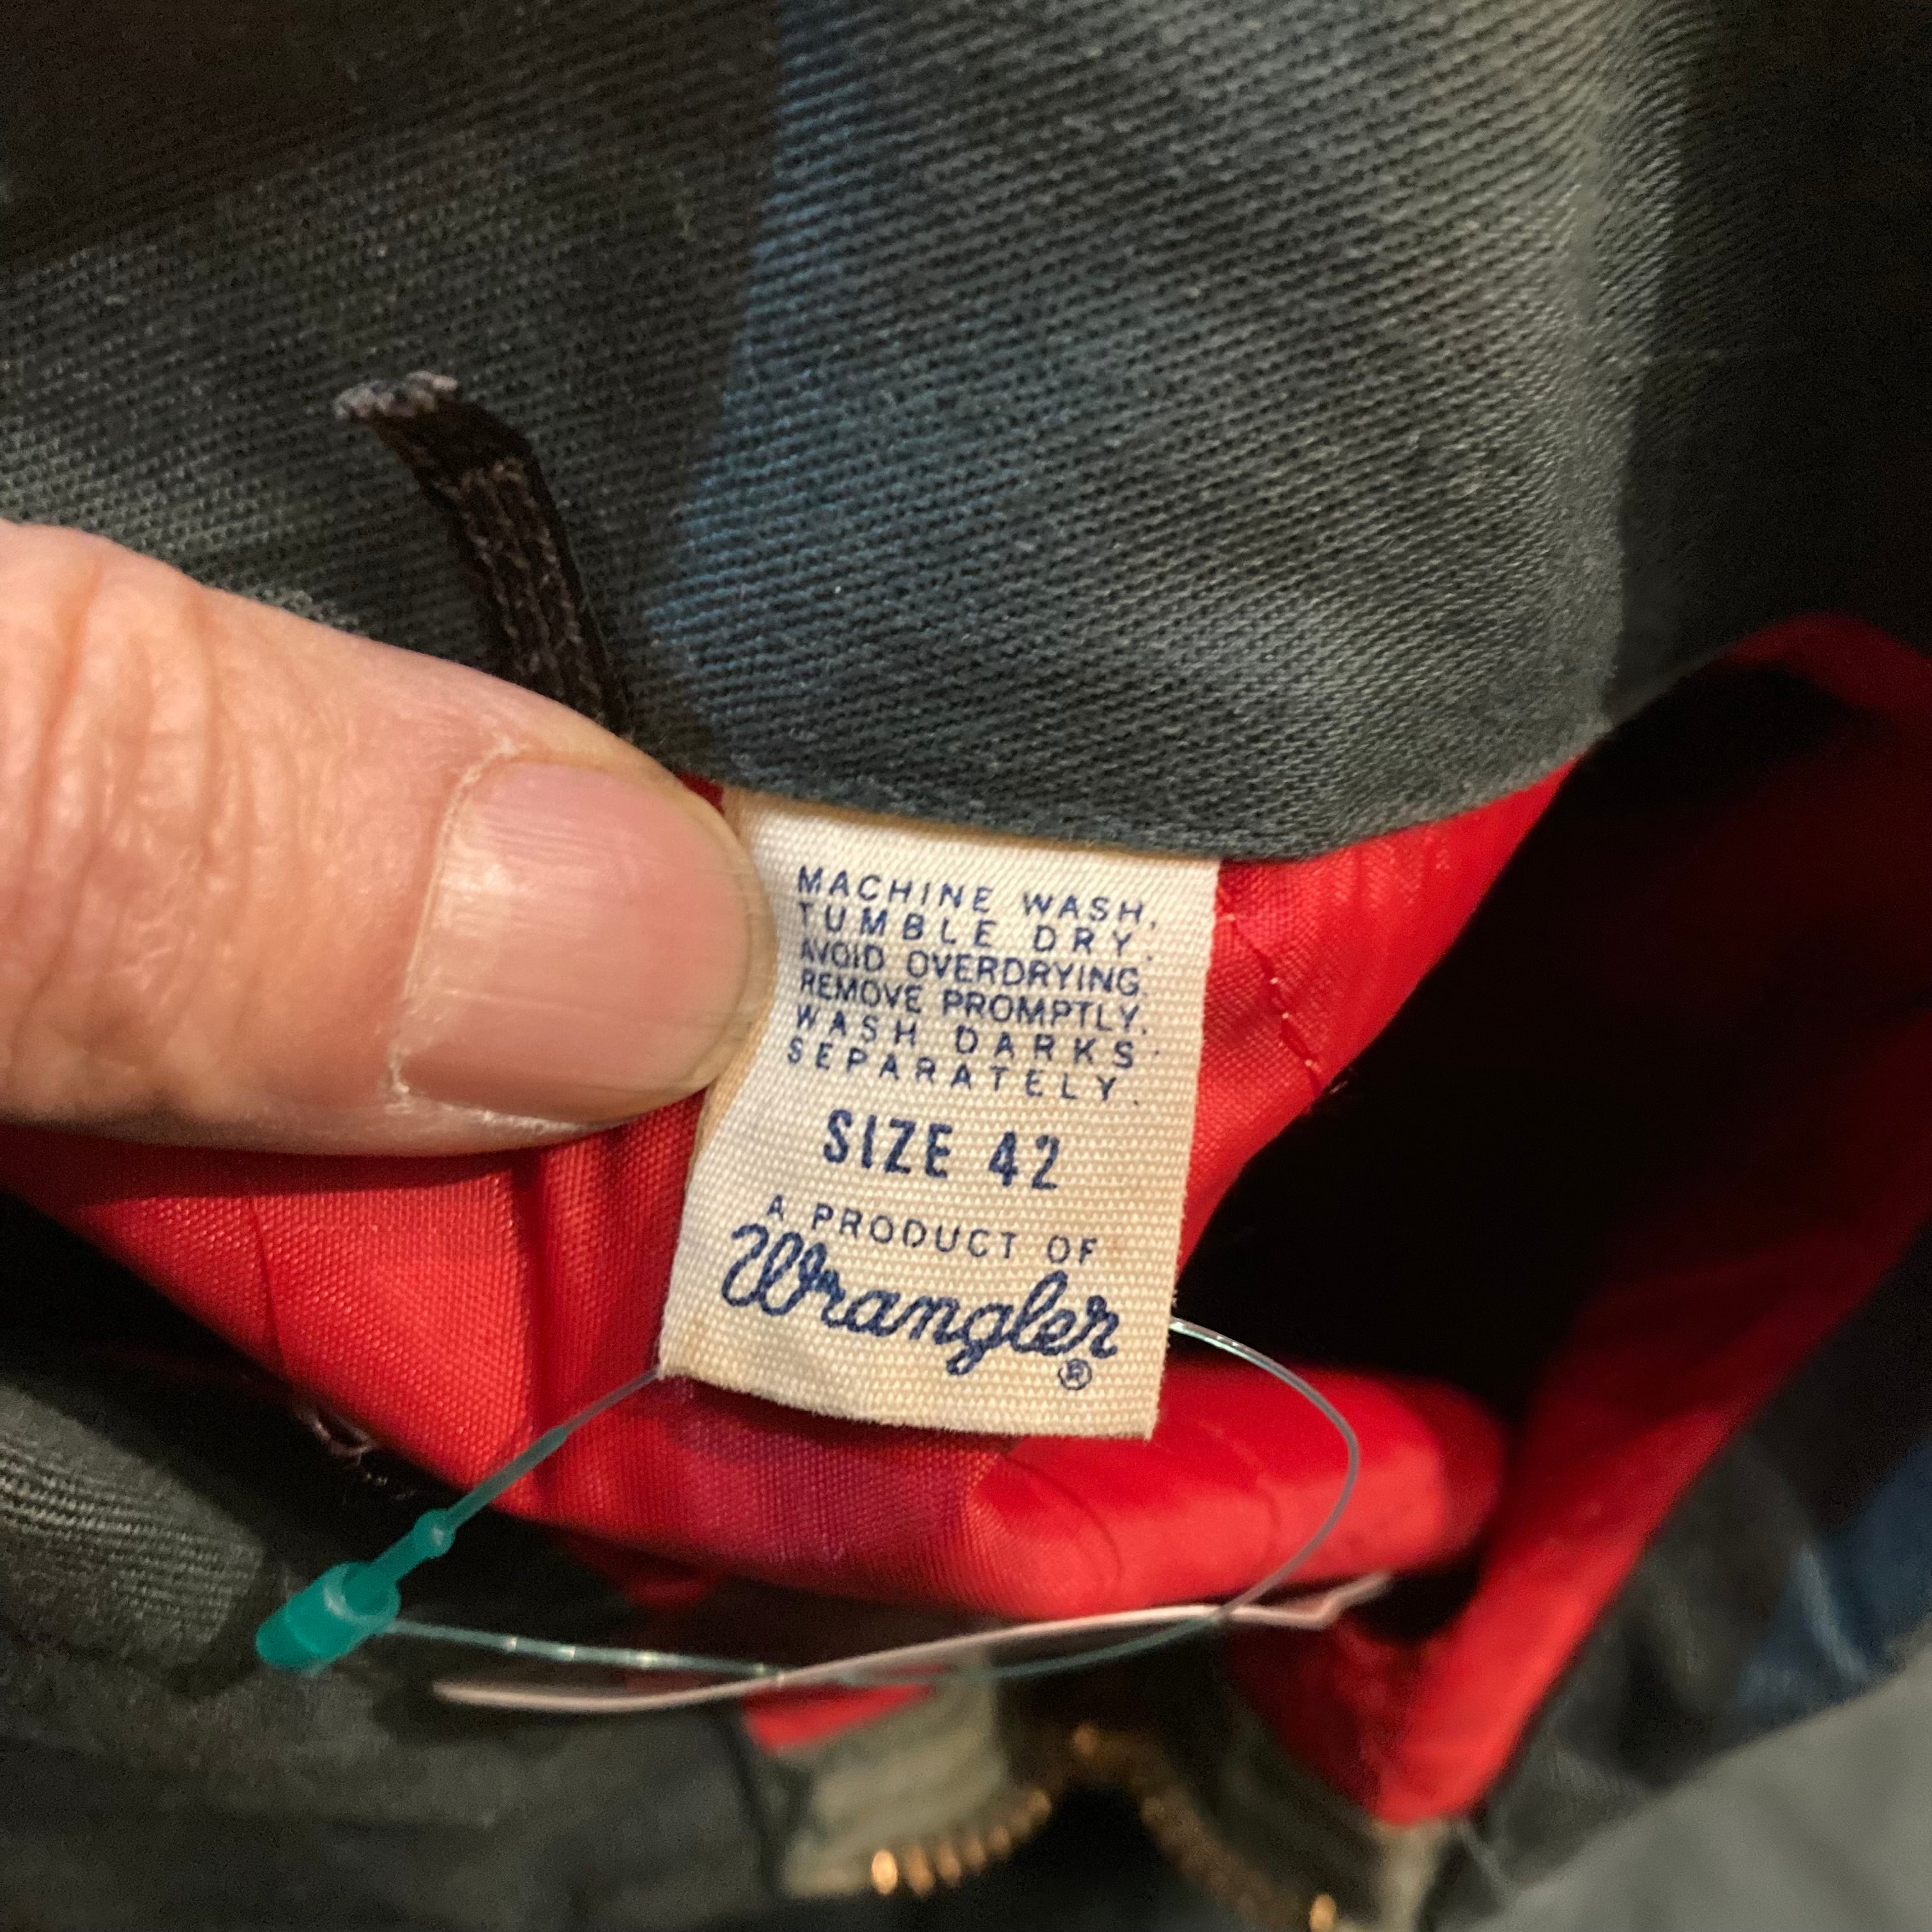 MACHINE WASH,
TUMBLE DRY.
AVOID OVERDRYING.
REMOVE PROMPTLY.
WASH DARKS
SEPARATELY.
SIZE 42
A PRODUCT OF
Wrangler
®